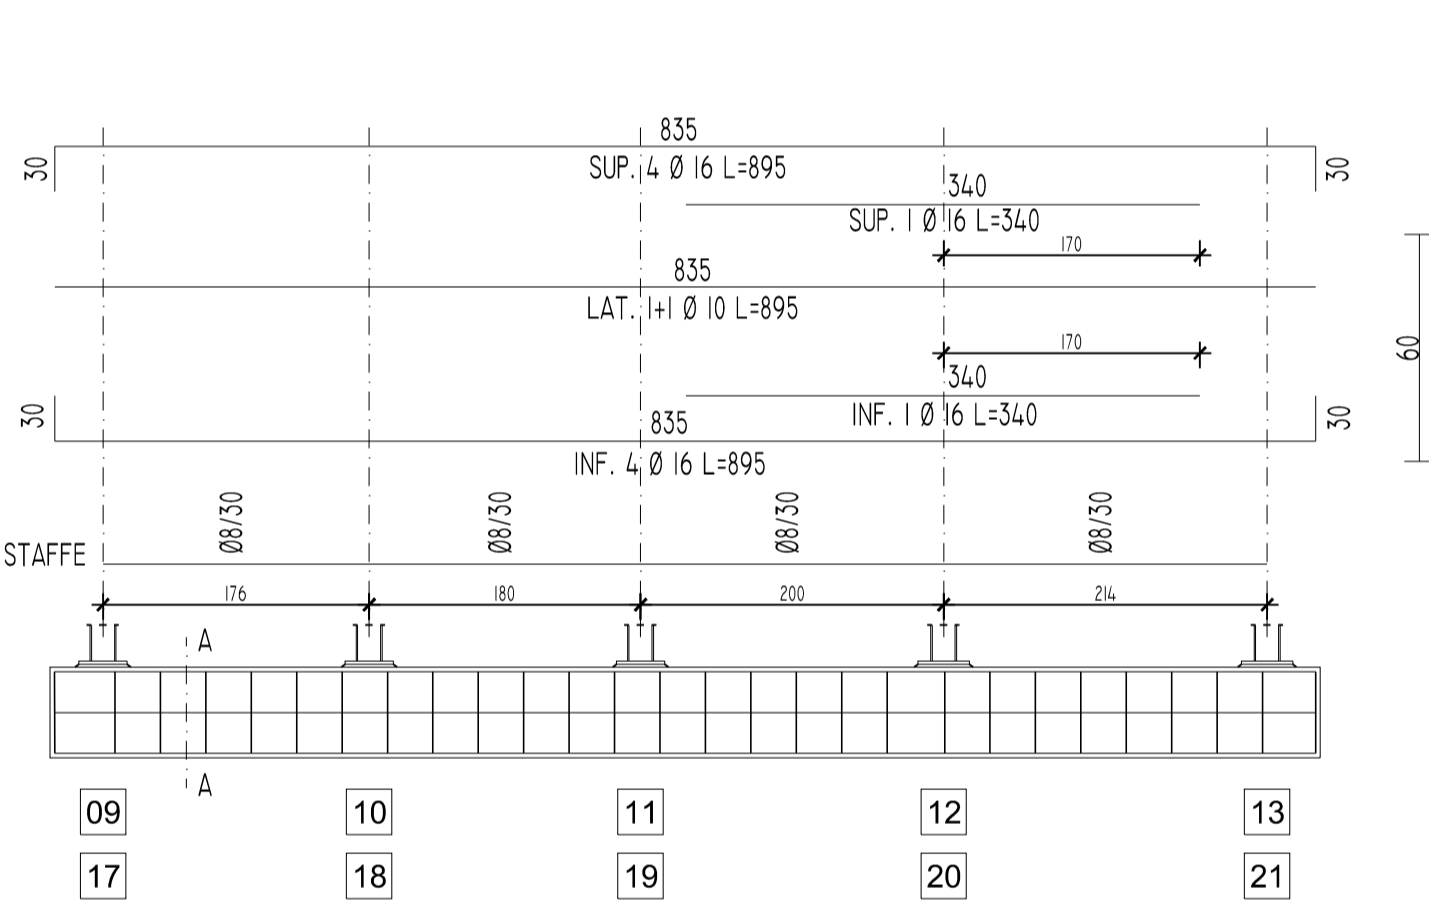 835
30
SUP. 4 Ø 16 L=895
30
340
SUP. 1 Ø 16 L=340
170
835
LAT. 1+1 Ø 10 L=895
60
170
340
30
INF. 1 Ø 16 L=340
30
835
INF. 4 Ø 16 L=895
Ø8/30 Ø8/30 Ø8/30 Ø8/30
STAFFE
176 180 200 214
A
A
09 10 11 12 13
17 18 19 20 21